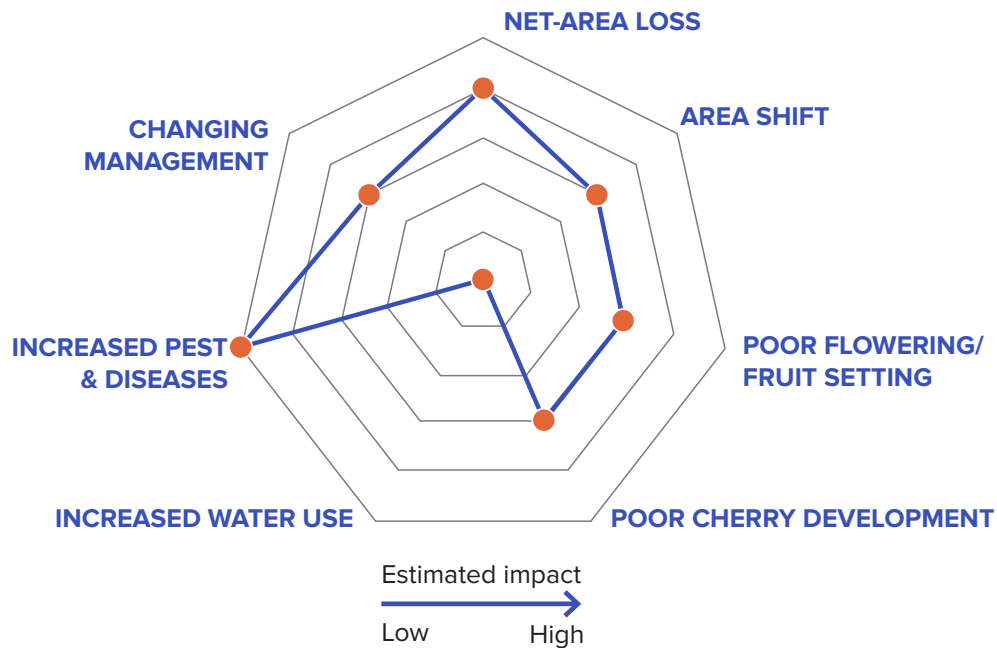 NET-AREA LOSS
AREA SHIFT
CHANGING
MANAGEMENT
POOR FLOWERING/
FRUIT SETTING
INCREASED PEST
& DISEASES
INCREASED WATER USE
POOR CHERRY DEVELOPMENT
Estimated impact
Low
High